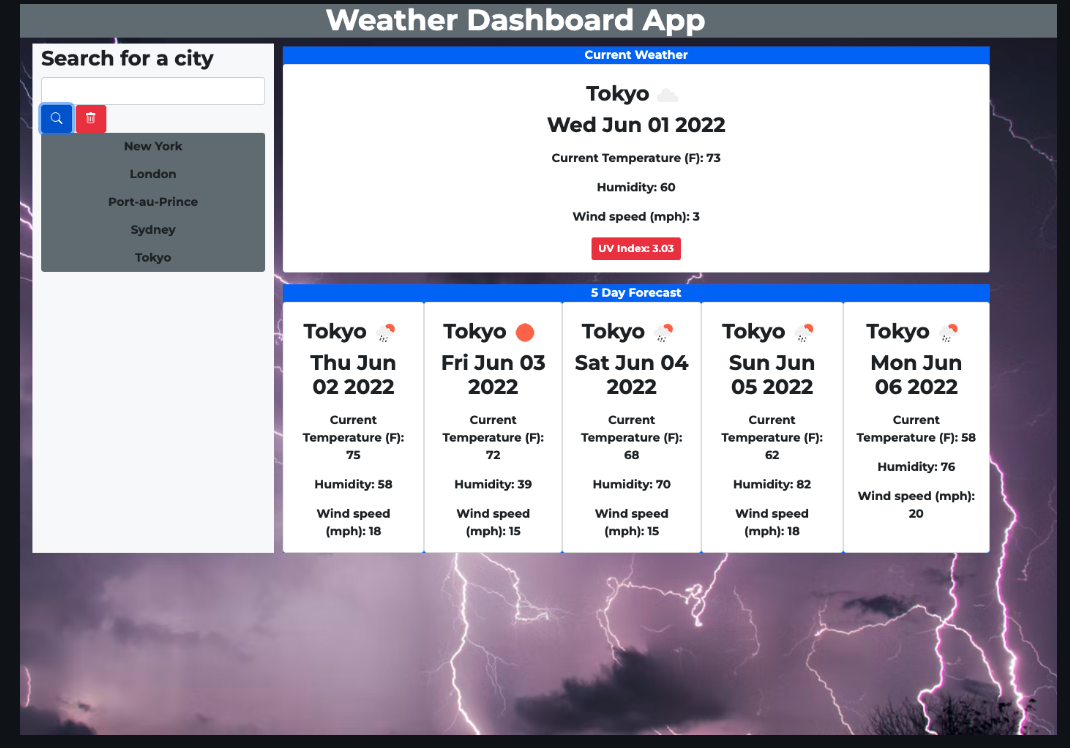 Weather Dashboard App
Search for a city
New York
London
Port-au-Prince
Sydney
Tokyo
Current Weather
Tokyo
Wed Jun 01 2022
Current Temperature (F): 73
Humidity: 60
Wind speed (mph): 3
UV Index: 3.03
5 Day Forecast
Tokyo
Thu Jun
02 2022
Current
Temperature (F):
75
Humidity: 58
Wind speed
(mph): 18
Tokyo
Fri Jun 03
2022
Current
Temperature (F):
72
Humidity: 39
Wind speed
(mph): 15
Tokyo
Sat Jun 04
2022
Current
Temperature (F):
68
Humidity: 70
Wind speed
(mph): 15
Tokyo
Sun Jun
05 2022
Current
Temperature (F):
62
Humidity: 82
Wind speed
(mph): 18
Tokyo
Mon Jun
06 2022
Current
Temperature (F): 58
Humidity: 76
Wind speed (mph):
20